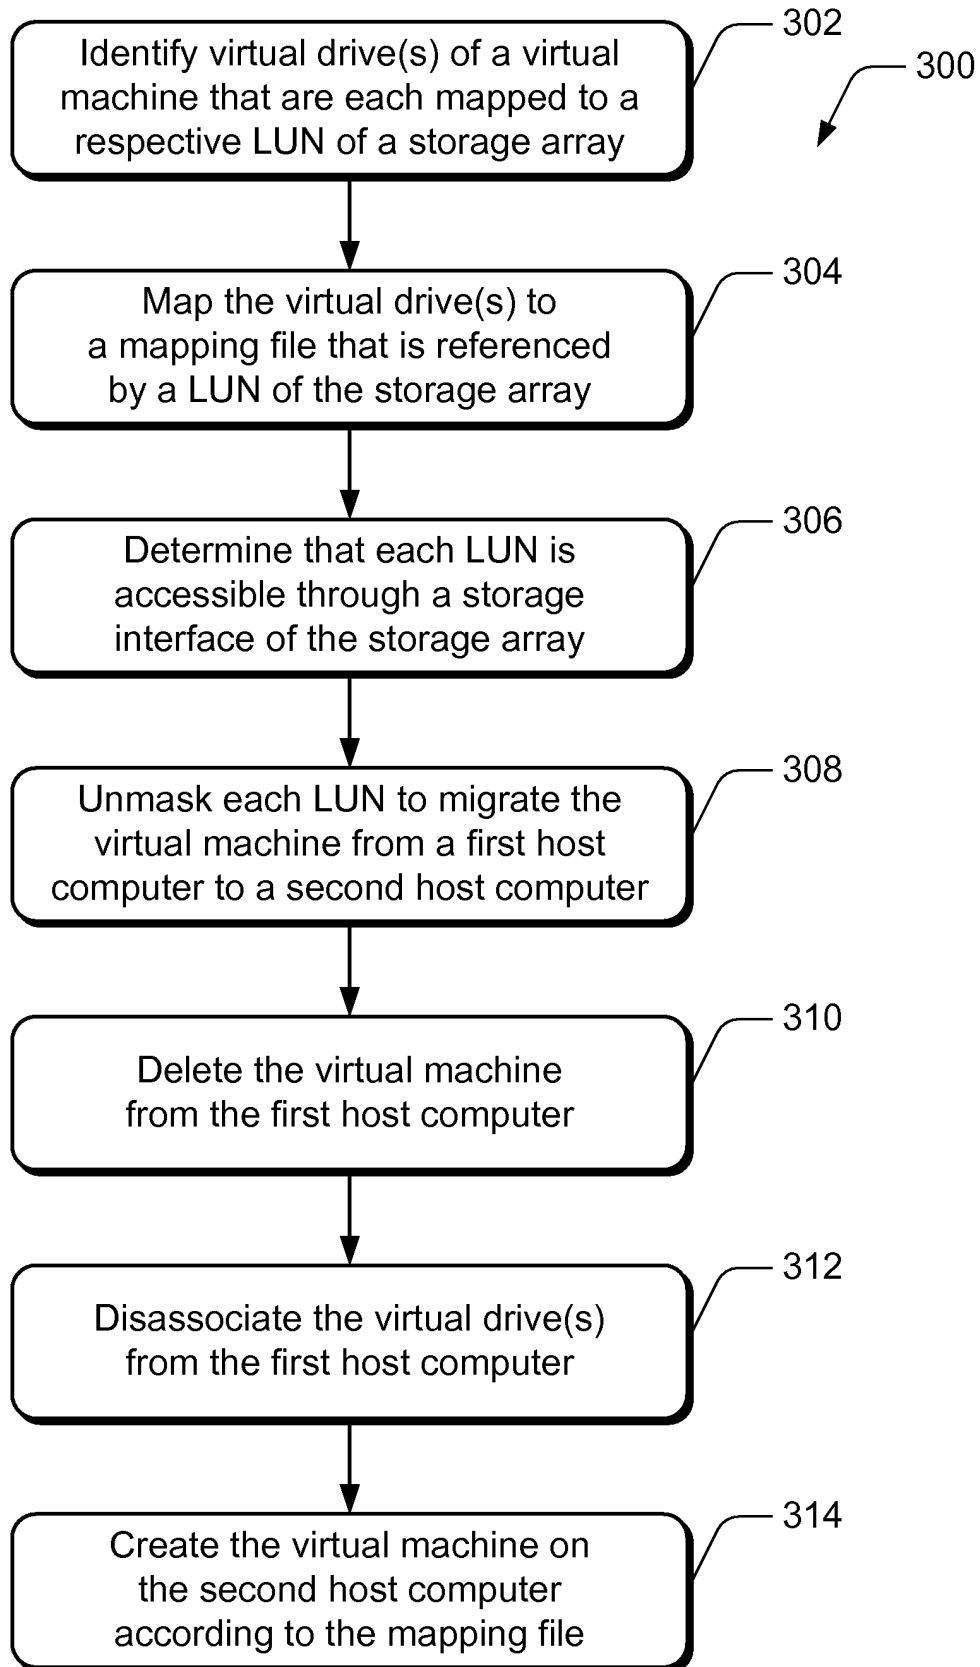 Identify virtual drive(s) of a virtual
machine that are each mapped to a
respective LUN of a storage array
302
300
Map the virtual drive(s) to
a mapping file that is referenced
by a LUN of the storage array
304
Determine that each LUN is
accessible through a storage
interface of the storage array
306
Unmask each LUN to migrate the
virtual machine from a first host
computer to a second host computer
308
Delete the virtual machine
from the first host computer
310
Disassociate the virtual drive(s)
from the first host computer
312
Create the virtual machine on
the second host computer
according to the mapping file
314